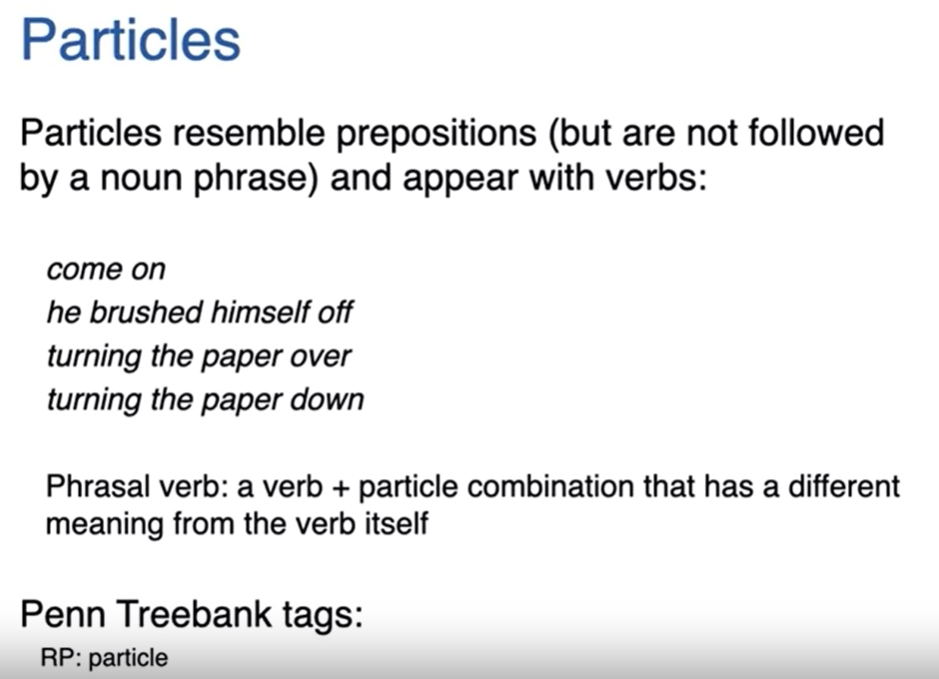 Particles
Particles resemble prepositions (but are not followed
by a noun phrase) and appear with verbs:
come on
he brushed himself off
turning the paper over
turning the paper down
Phrasal verb: a verb + particle combination that has a different
meaning from the verb itself
Penn Treebank tags:
RP: particle